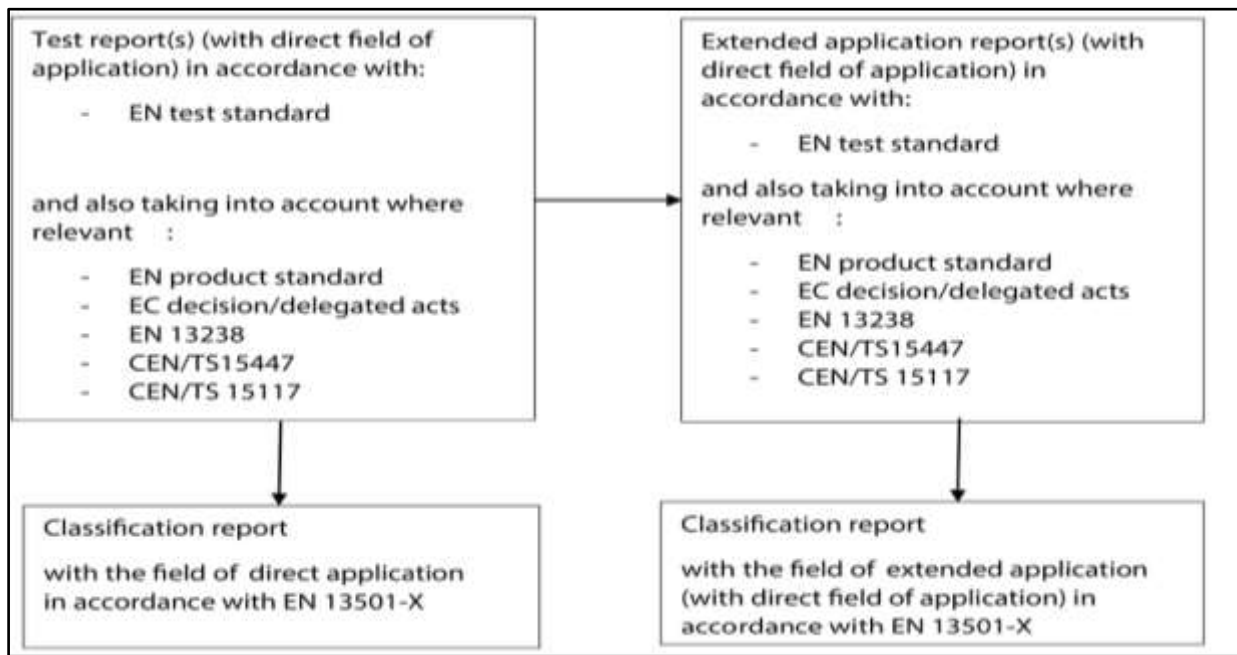 Test report(s) (with direct field of
application) in accordance with:
- EN test standard
and also taking into account where
relevant :
- EN product standard
- EC decision/delegated acts
- EN 13238
- CEN/TS15447
- CEN/TS 15117
Extended application report(s) (with
direct field of application) in
accordance with:
- EN test standard
and also taking into account where
relevant :
- EN product standard
- EC decision/delegated acts
- EN 13238
- CEN/TS15447
- CEN/TS 15117
Classification report
with the field of direct application
in accordance with EN 13501-X
Classification report
with the field of extended application
(with direct field of application) in
accordance with EN 13501-X